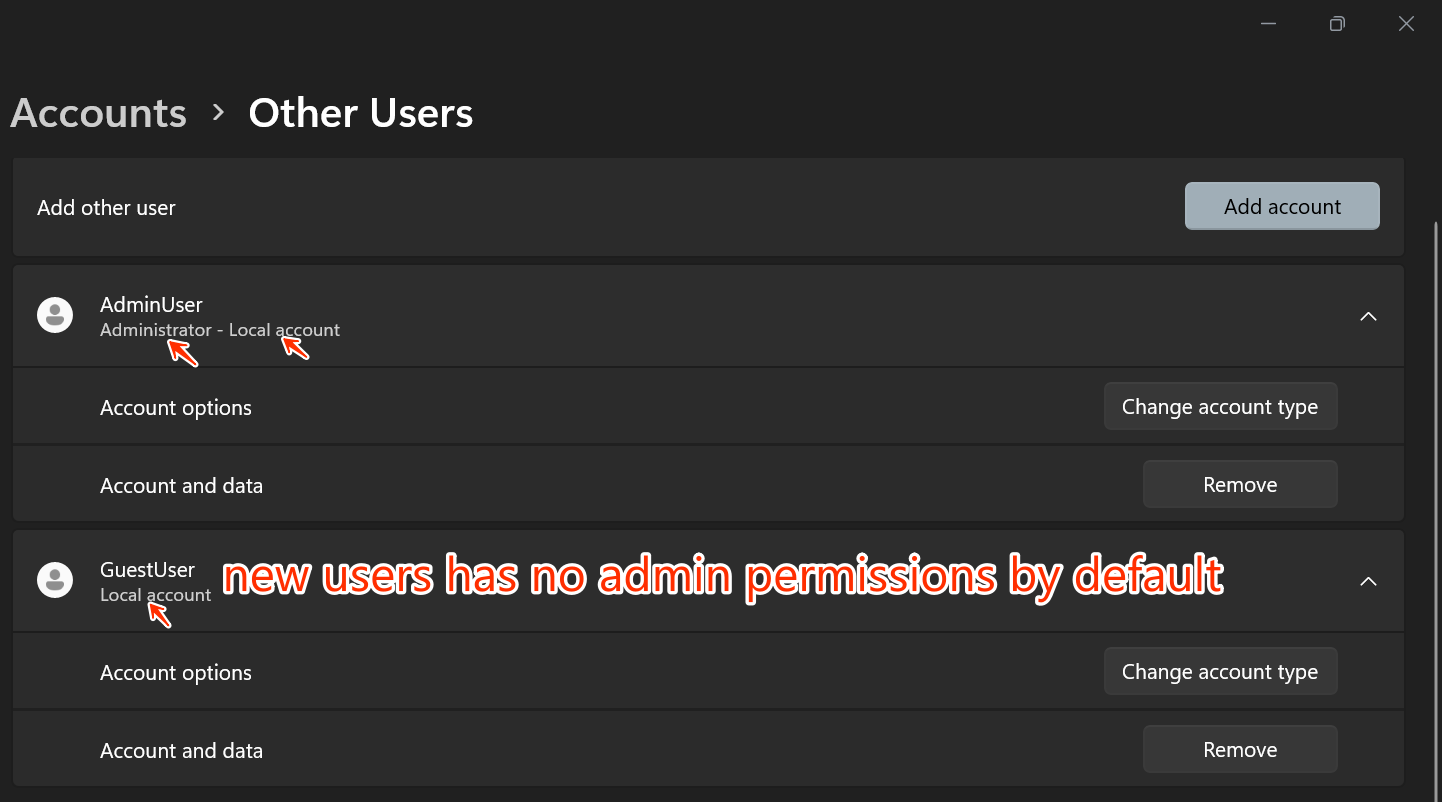 Accounts › Other Users
Add other user Add account
AdminUser
Administrator - Local account
Account options Change account type
Account and data Remove
GuestUser new users has no admin permissions by default
Local account
Account options Change account type
Account and data Remove